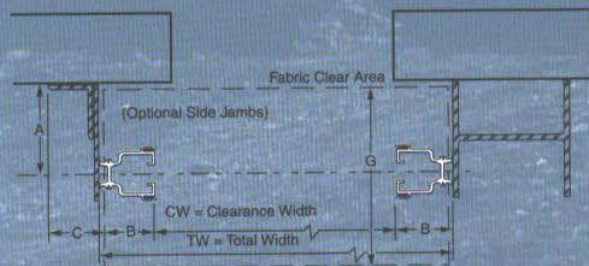 Fabric Clear Area
(Optional Side Jambs)
A
G
CW = Clearance Width
C
B
B
TW = Total Width